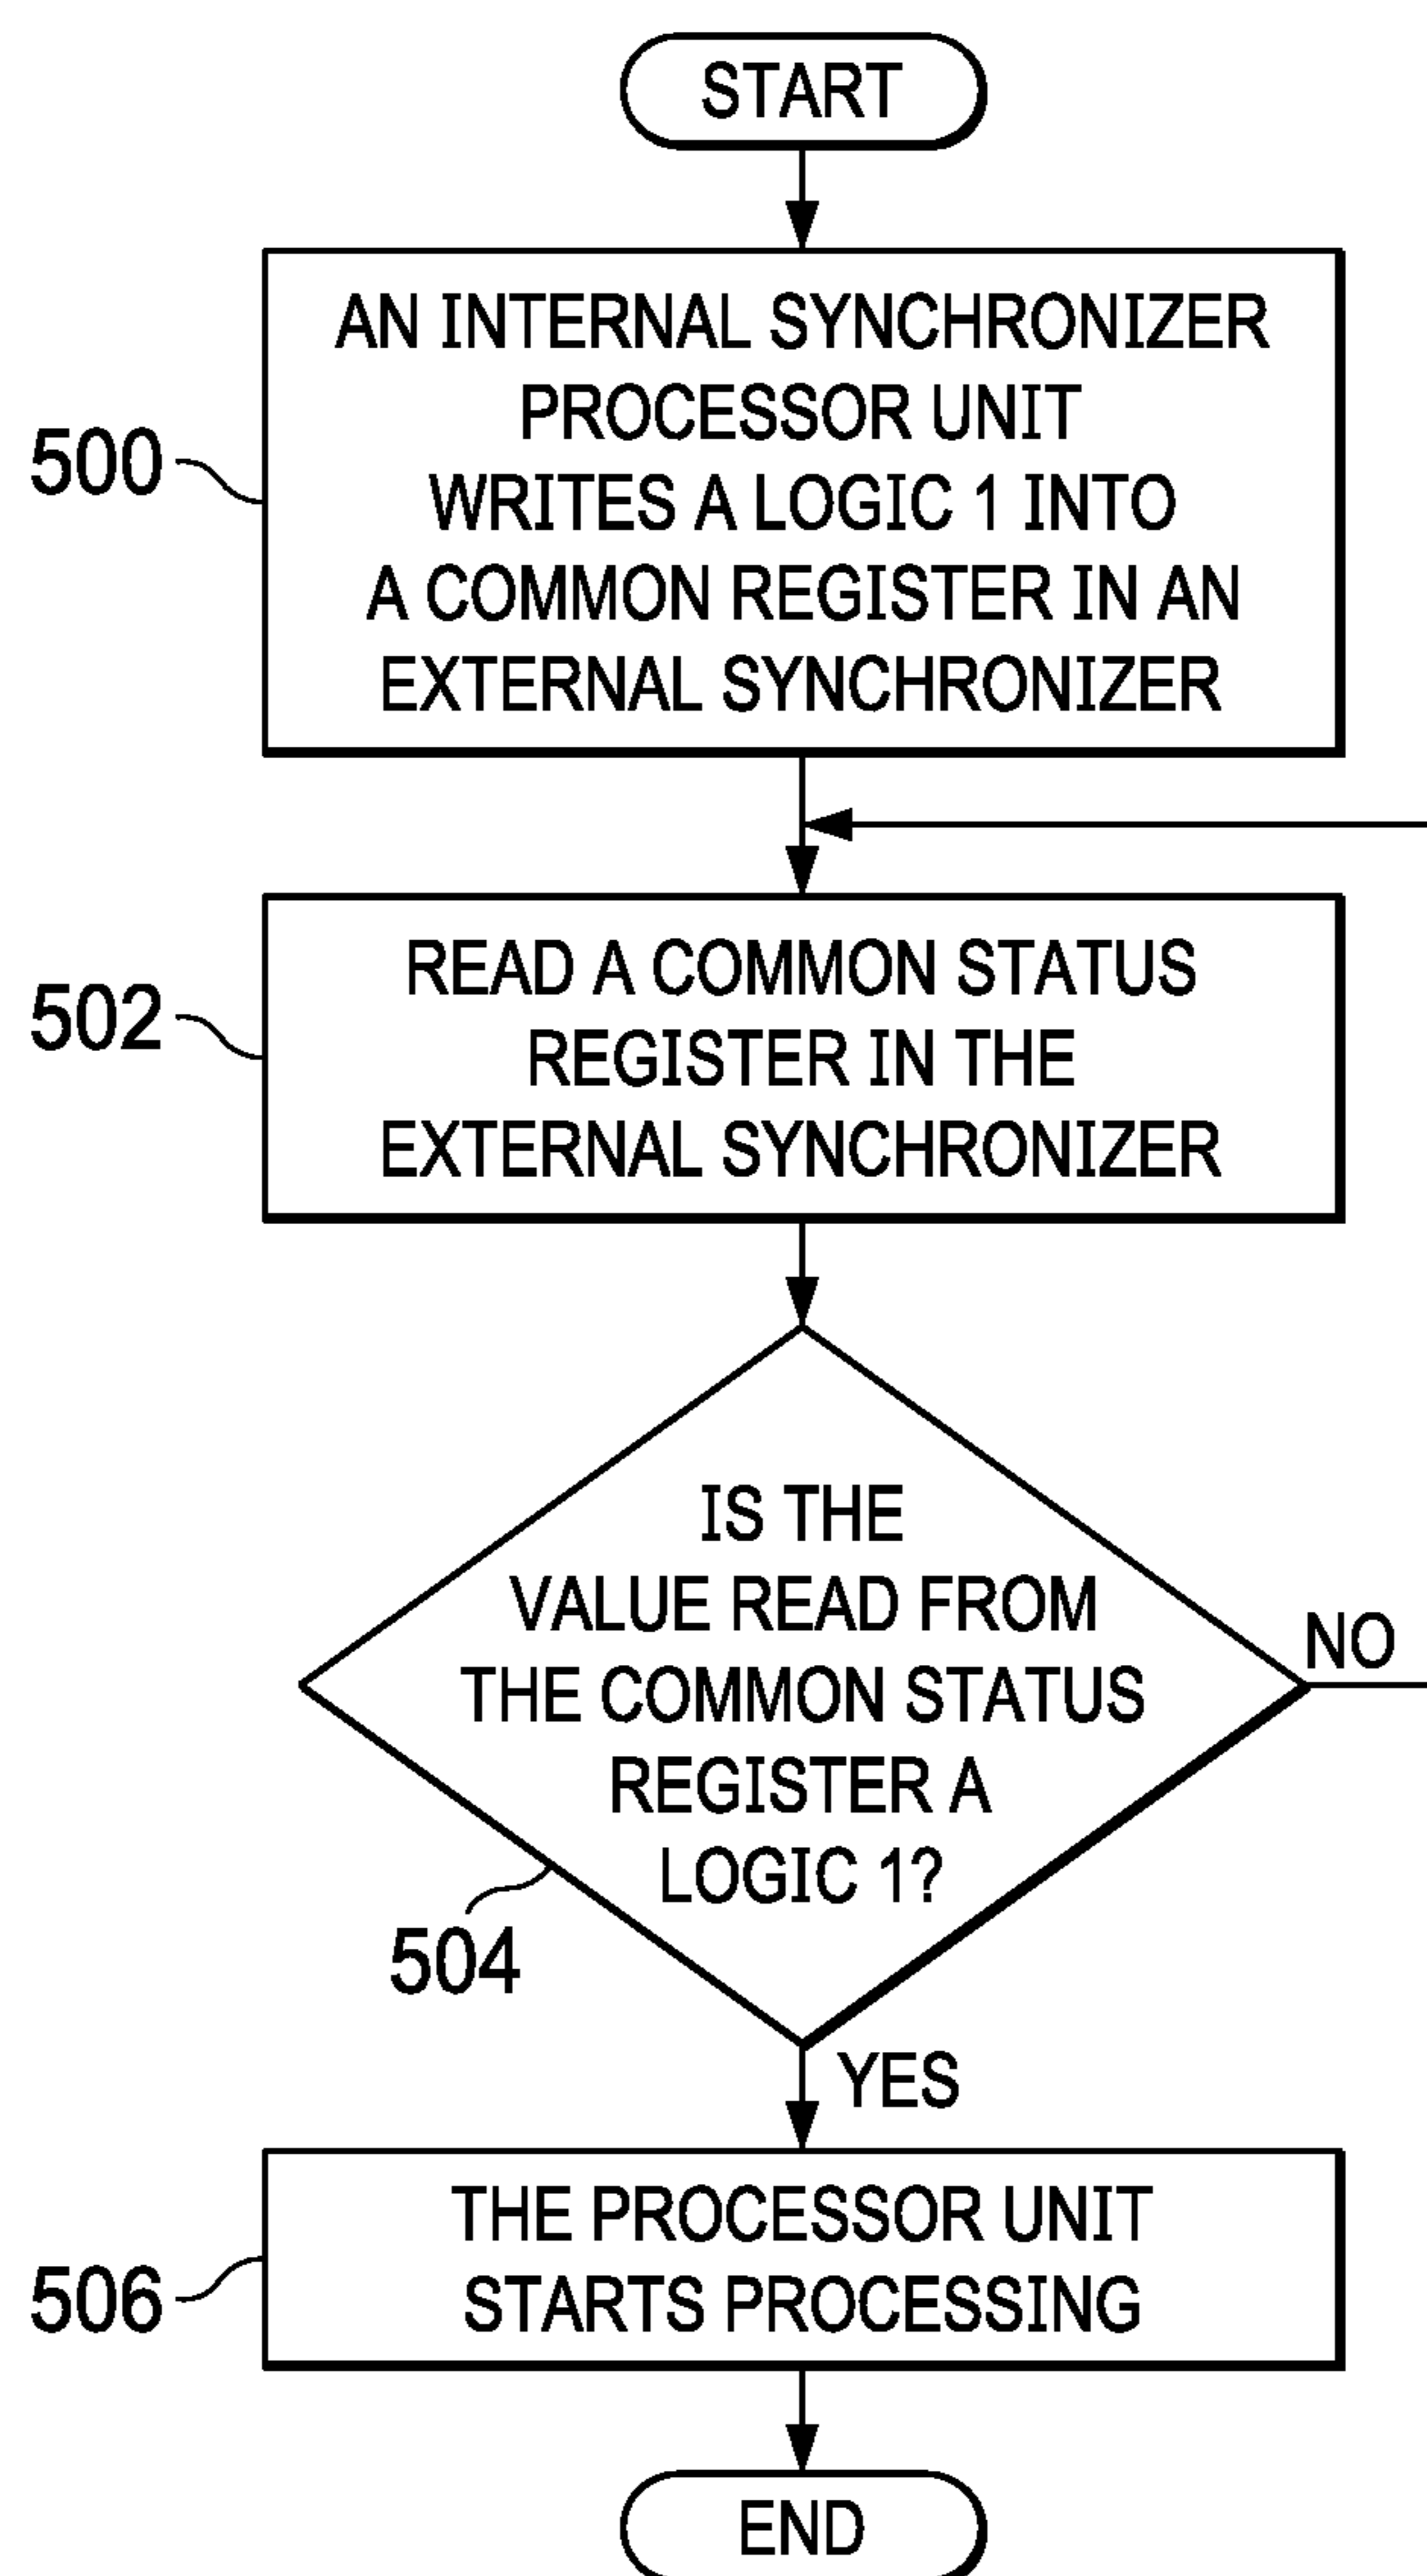 START
AN INTERNAL SYNCHRONIZER
PROCESSOR UNIT
WRITES A LOGIC 1 INTO
A COMMON REGISTER IN AN
EXTERNAL SYNCHRONIZER
500
READ A COMMON STATUS
REGISTER IN THE
EXTERNAL SYNCHRONIZER
502
IS THE
VALUE READ FROM
THE COMMON STATUS
REGISTER A
LOGIC 1?
NO
504
YES
THE PROCESSOR UNIT
STARTS PROCESSING
506
END